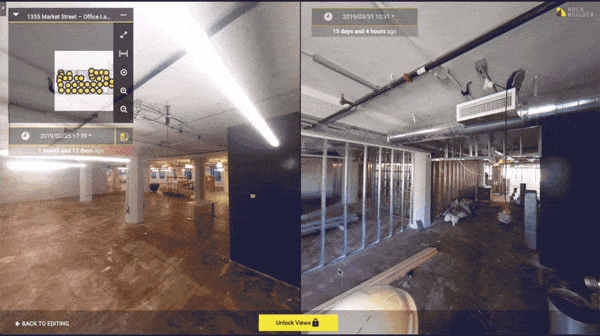 1355 Market Street – Office La...
2019/02/25 17:39
1 month and 17 days ago
BACK TO EDITING
2019/03/31 10:31
15 days and 4 hours ago
HOLO
BUILDER
Unlock Views